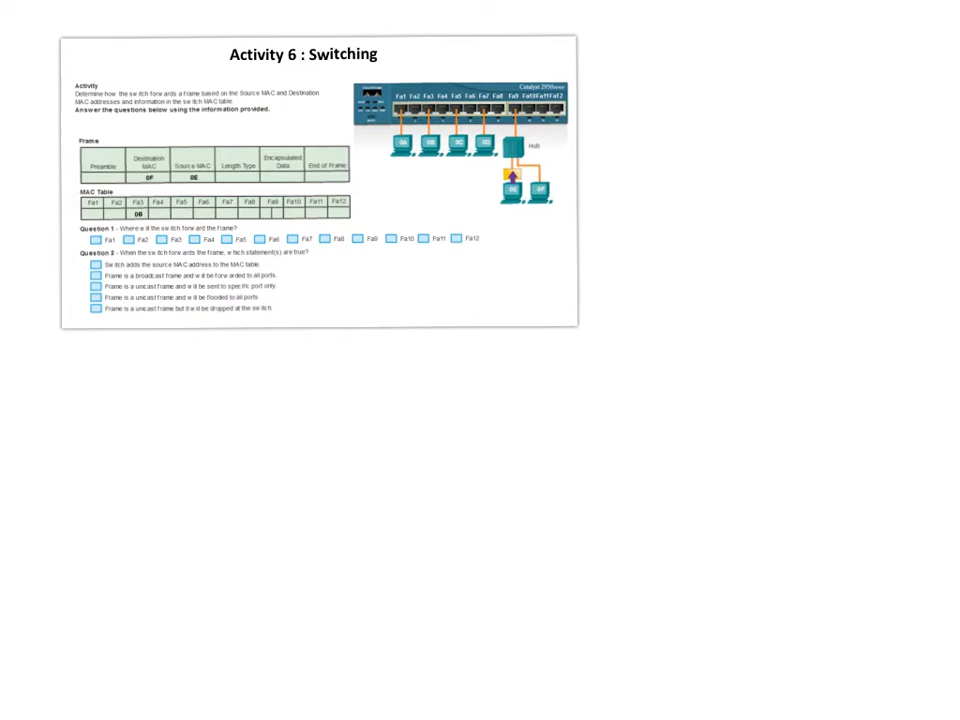 Activity 6 : Switching
Activity
Determine how the switch forwards a frame based on the Source MAC and Destination
MAC addresses and information in the switch MAC table.
Answer the questions below using the information provided.
Catalyst 2950
Fa1 Fa2 Fa3 Fa4 Fa5 Fa6 Fa7 Fa8 Fa9 Fa10 Fa11 Fa12
0A 0B 0C 0D
Hub
0E 0F
Frame
Preamble Destination MAC Source MAC Length Type Encapsulated Data End of Frame
0F 0E
MAC Table
Fa1 Fa2 Fa3 Fa4 Fa5 Fa6 Fa7 Fa8 Fa9 Fa10 Fa11 Fa12
0B
Question 1 - Where will the switch forward the frame?
Fa1 Fa2 Fa3 Fa4 Fa5 Fa6 Fa7 Fa8 Fa9 Fa10 Fa11 Fa12
Question 2 - When the switch forwards the frame, which statement(s) are true?
Switch adds the source MAC address to the MAC table.
Frame is a broadcast frame and will be forwarded to all ports.
Frame is a unicast frame and will be sent to specific port only.
Frame is a unicast frame and will be flooded to all ports.
Frame is a unicast frame but it will be dropped at the switch.